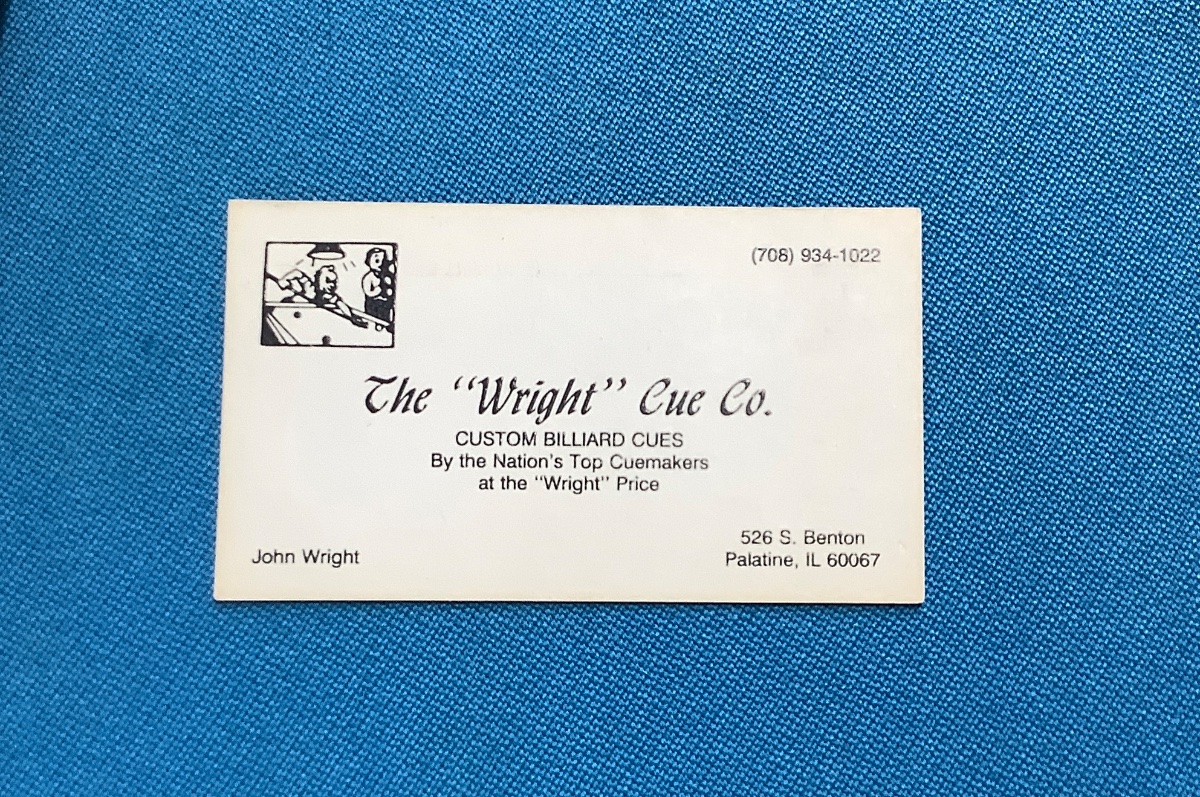 (708) 934-1022
The “Wright” Cue Co.
CUSTOM BILLIARD CUES
By the Nation's Top Cuemakers
at the “Wright” Price
John Wright
526 S. Benton
Palatine, IL 60067